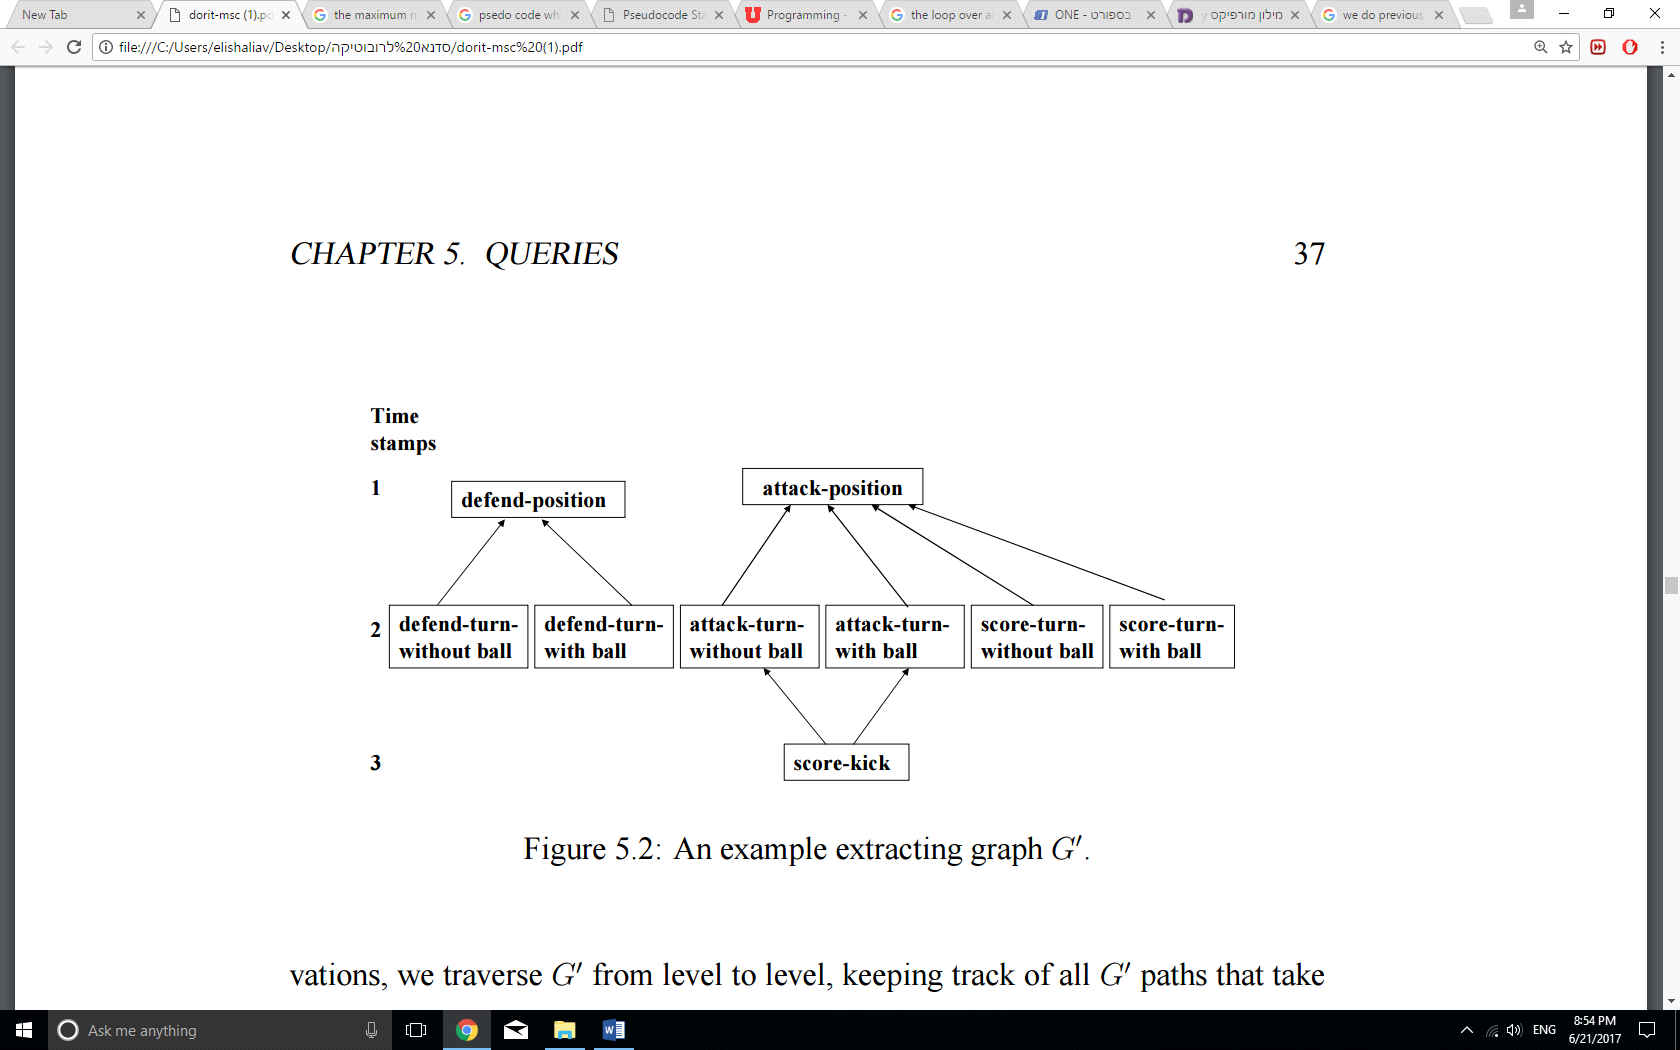 New Tab
dorit-msc (1).pd
the maximum n
psedo code wh
Pseudocode Sta
Programming -
the loop over a
ONE - ספורט
מילון מורפיקס
we do previous
file:///C:/Users/elishaliav/Desktop/סדנא%20לרובוטיקה/dorit-msc%20(1).pdf
CHAPTER 5. QUERIES 37
Time
stamps
1
defend-position
attack-position
2
defend-turn-
without ball
defend-turn-
with ball
attack-turn-
without ball
attack-turn-
with ball
score-turn-
without ball
score-turn-
with ball
3
score-kick
Figure 5.2: An example extracting graph G′.
vations, we traverse G′ from level to level, keeping track of all G′ paths that take
Ask me anything
ENG
8:54 PM
6/21/2017